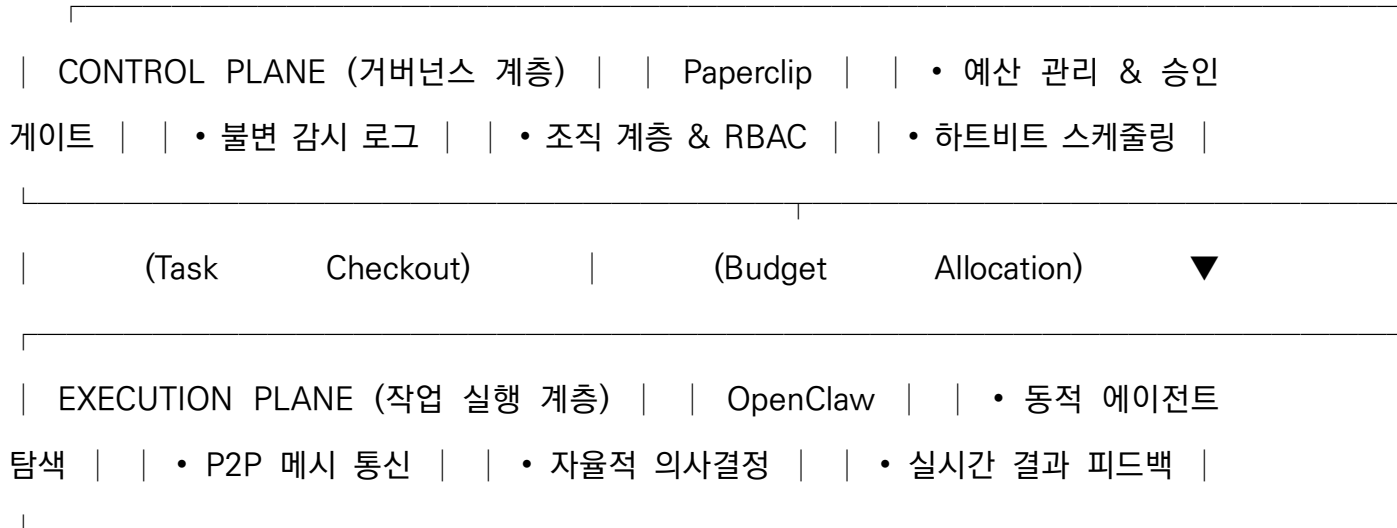 │ CONTROL PLANE (거버넌스 계층) │ │ Paperclip │ │ • 예산 관리 & 승인
게이트 │ │ • 불변 감시 로그 │ │ • 조직 계층 & RBAC │ │ • 하트비트 스케줄링 │
│ (Task Checkout) │ (Budget Allocation) ▼
│ EXECUTION PLANE (작업 실행 계층) │ │ OpenClaw │ │ • 동적 에이전트
탐색 │ │ • P2P 메시 통신 │ │ • 자율적 의사결정 │ │ • 실시간 결과 피드백 │